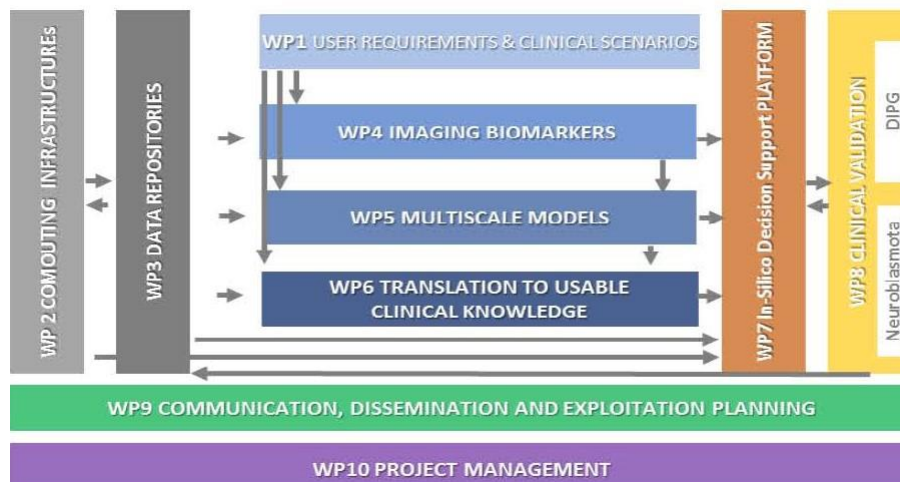 WP1 USER REQUIREMENTS & CLINICAL SCENARIOS
WP 2 COMOUTING INFRASTRUCTUREs
WP3 DATA REPOSITORIES
WP4 IMAGING BIOMARKERS
WP5 MULTISCALE MODELS
WP6 TRANSLATION TO USABLE
CLINICAL KNOWLEDGE
WP7 In-Silico Decision Support PLATFORM
WP8 CLINICAL VALIDATION
DIPG
Neuroblasmota
WP9 COMMUNICATION, DISSEMINATION AND EXPLOITATION PLANNING
WP10 PROJECT MANAGEMENT